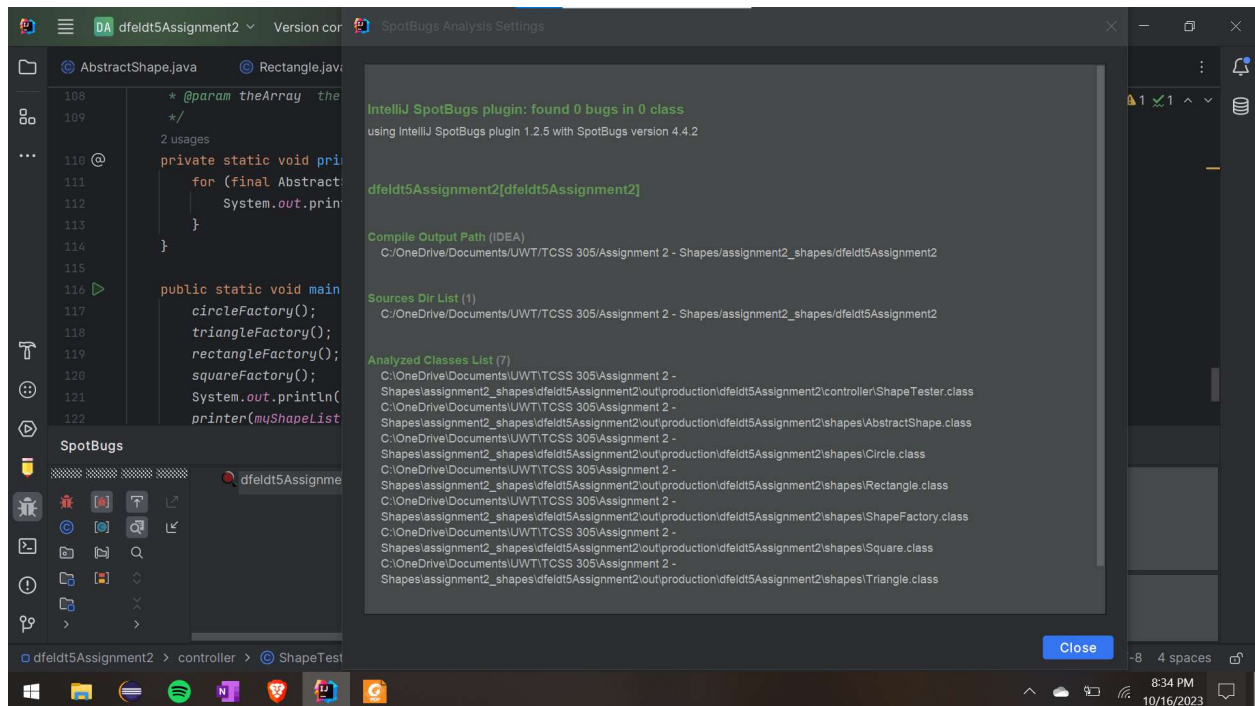 DA dfeldt5Assignment2 Version cor
SpotBugs Analysis Settings
AbstractShape.java Rectangle.java
108 * @param theArray the
109 */
2 usages
110 @ private static void pri
111 for (final AbstractS
112 System.out.prin
113 }
114 }
115
116 public static void main
117 circleFactory();
118 triangleFactory();
119 rectangleFactory();
120 squareFactory();
121 System.out.println(
122 printer(myShapeList
1 1
IntelliJ SpotBugs plugin: found 0 bugs in 0 class
using IntelliJ SpotBugs plugin 1.2.5 with SpotBugs version 4.4.2
dfeldt5Assignment2[dfeldt5Assignment2]
Compile Output Path (IDEA)
C:/OneDrive/Documents/UWT/TCSS 305/Assignment 2 - Shapes/assignment2_shapes/dfeldt5Assignment2
Sources Dir List (1)
C:/OneDrive/Documents/UWT/TCSS 305/Assignment 2 - Shapes/assignment2_shapes/dfeldt5Assignment2
Analyzed Classes List (7)
C:\OneDrive\Documents\UWT\TCSS 305\Assignment 2 -
Shapes\assignment2_shapes\dfeldt5Assignment2\out\production\dfeldt5Assignment2\controller\ShapeTester.class
C:\OneDrive\Documents\UWT\TCSS 305\Assignment 2 -
Shapes\assignment2_shapes\dfeldt5Assignment2\out\production\dfeldt5Assignment2\shapes\AbstractShape.class
C:\OneDrive\Documents\UWT\TCSS 305\Assignment 2 -
Shapes\assignment2_shapes\dfeldt5Assignment2\out\production\dfeldt5Assignment2\shapes\Circle.class
C:\OneDrive\Documents\UWT\TCSS 305\Assignment 2 -
Shapes\assignment2_shapes\dfeldt5Assignment2\out\production\dfeldt5Assignment2\shapes\Rectangle.class
C:\OneDrive\Documents\UWT\TCSS 305\Assignment 2 -
Shapes\assignment2_shapes\dfeldt5Assignment2\out\production\dfeldt5Assignment2\shapes\ShapeFactory.class
C:\OneDrive\Documents\UWT\TCSS 305\Assignment 2 -
Shapes\assignment2_shapes\dfeldt5Assignment2\out\production\dfeldt5Assignment2\shapes\Square.class
C:\OneDrive\Documents\UWT\TCSS 305\Assignment 2 -
Shapes\assignment2_shapes\dfeldt5Assignment2\out\production\dfeldt5Assignment2\shapes\Triangle.class
Close
SpotBugs
dfeldt5Assignme
dfeldt5Assignment2 > controller > ShapeTest
-8 4 spaces
8:34 PM
10/16/2023